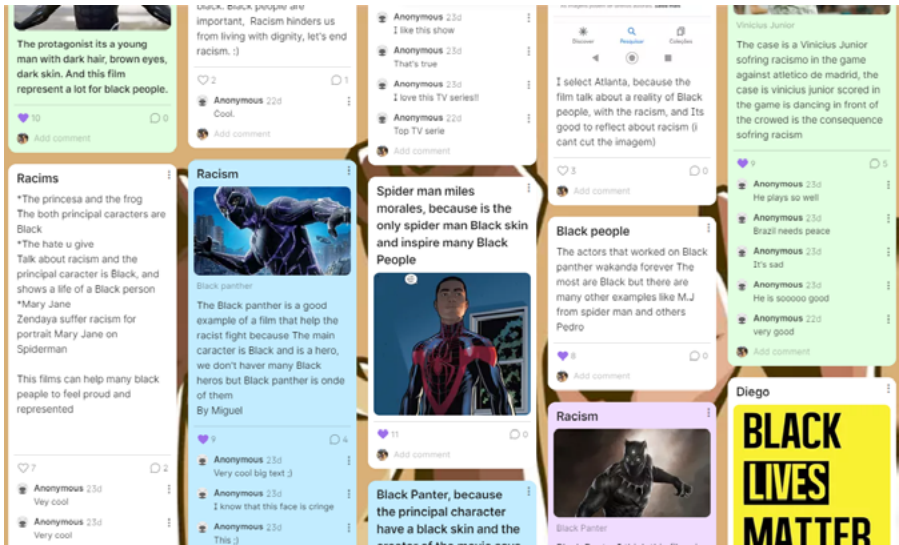 The protagonist its a young
man with dark hair, brown eyes,
dark skin. And this film
represent a lot for black people.
10
0
Add comment
Racims
*The princesa and the frog
The both principal caracters are
Black
*The hate u give
Talk about racism and the
principal caracter is Black, and
shows a life of a Black person
*Mary Jane
Zendaya suffer racism for
portrait Mary Jane on
Spiderman
This films can help many black
peaple to feel proud and
represented
7
2
Anonymous 23d
Vey cool
Anonymous 23d
Very cool
black. Black people are
important, Racism hinders us
from living with dignity, let's end
racism. :)
2
1
Anonymous 22d
Cool.
Add comment
Racism
Black panther
The Black panther is a good
example of a film that help the
racist fight because The main
caracter is Black and is a hero,
we don't haver many Black
heros but Black panther is onde
of them
By Miguel
9
4
Anonymous 23d
Very cool big text ;)
Anonymous 23d
I know that this face is cringe
Anonymous 23d
This ;)
Anonymous 23d
I like this show
Anonymous 23d
That's true
Anonymous 23d
I love this TV series!!
Anonymous 22d
Top TV serie
Add comment
Spider man miles
morales, because is the
only spider man Black skin
and inspire many Black
People
11
0
Add comment
Black Panter, because
the principal character
have a black skin and the
creator of the movie
Discover
Pesquisar
Coleções
I select Atlanta, because the
film talk about a reality of Black
people, with the racism, and Its
good to reflect about racism (i
cant cut the imagem)
3
0
Add comment
Black people
The actors that worked on Black
panther wakanda forever The
most are Black but there are
many other examples like M.J
from spider man and others
Pedro
8
0
Add comment
Racism
Black Panter
Vinicius Junior
The case is a Vinicius Junior
sofring racismo in the game
against atletico de madrid, the
case is vinicius junior scored in
the game is dancing in front of
the crowed is the consequence
sofring racism
9
5
Anonymous 23d
He plays so well
Anonymous 23d
Brazil needs peace
Anonymous 23d
It's sad
Anonymous 23d
He is sooooo good
Anonymous 22d
very good
Add comment
Diego
BLACK
LIVES
MATTER